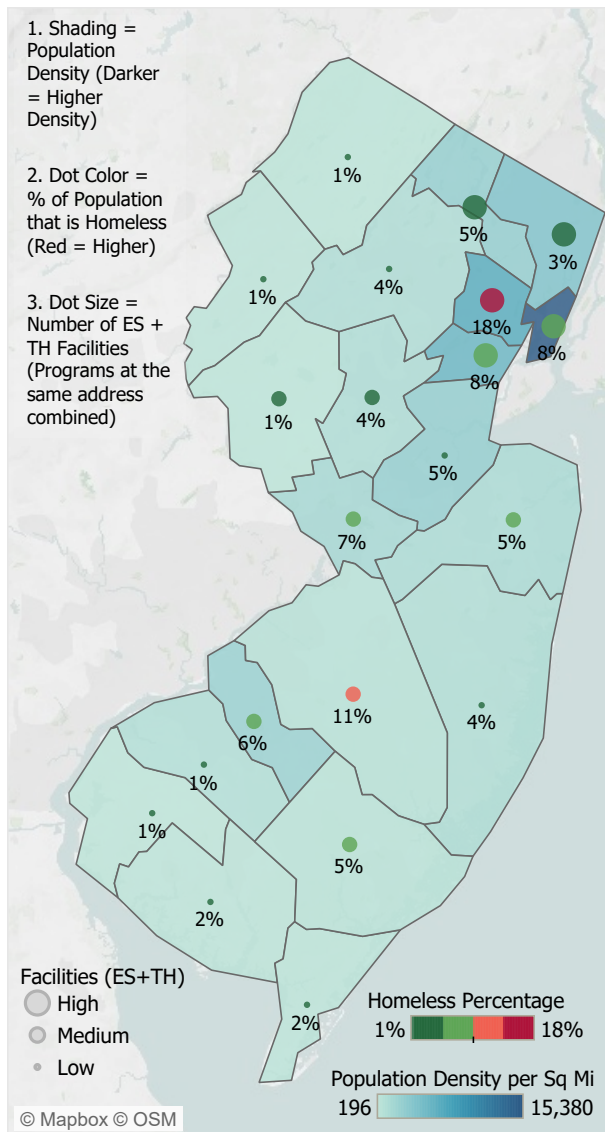 1. Shading =
Population
Density (Darker
= Higher
Density)
2. Dot Color =
% of Population
that is Homeless
(Red = Higher)
3. Dot Size =
Number of ES +
TH Facilities
(Programs at the
same address
combined)
1%
5%
3%
1%
4%
18%
8%
8%
1%
4%
5%
7%
5%
11%
4%
6%
1%
1%
5%
2%
2%
Facilities (ES+TH)
High
Medium
Low
Homeless Percentage
1% 18%
Population Density per Sq Mi
196 15,380
© Mapbox © OSM